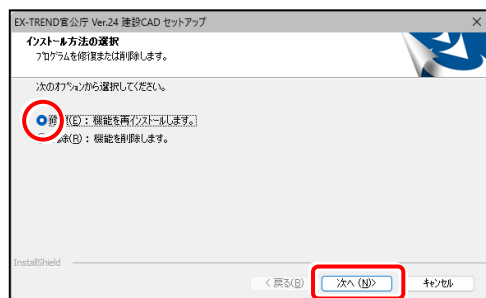 EX-TREND官公庁 Ver.24 建設CAD セットアップ
インストール方法の選択
プログラムを修復または削除します。
次のオプションから選択してください。
(E)：機能を再インストールします。
除(R)：機能を削除します。
InstallShield
< 戻る(B)
次へ (N)>
キャンセル